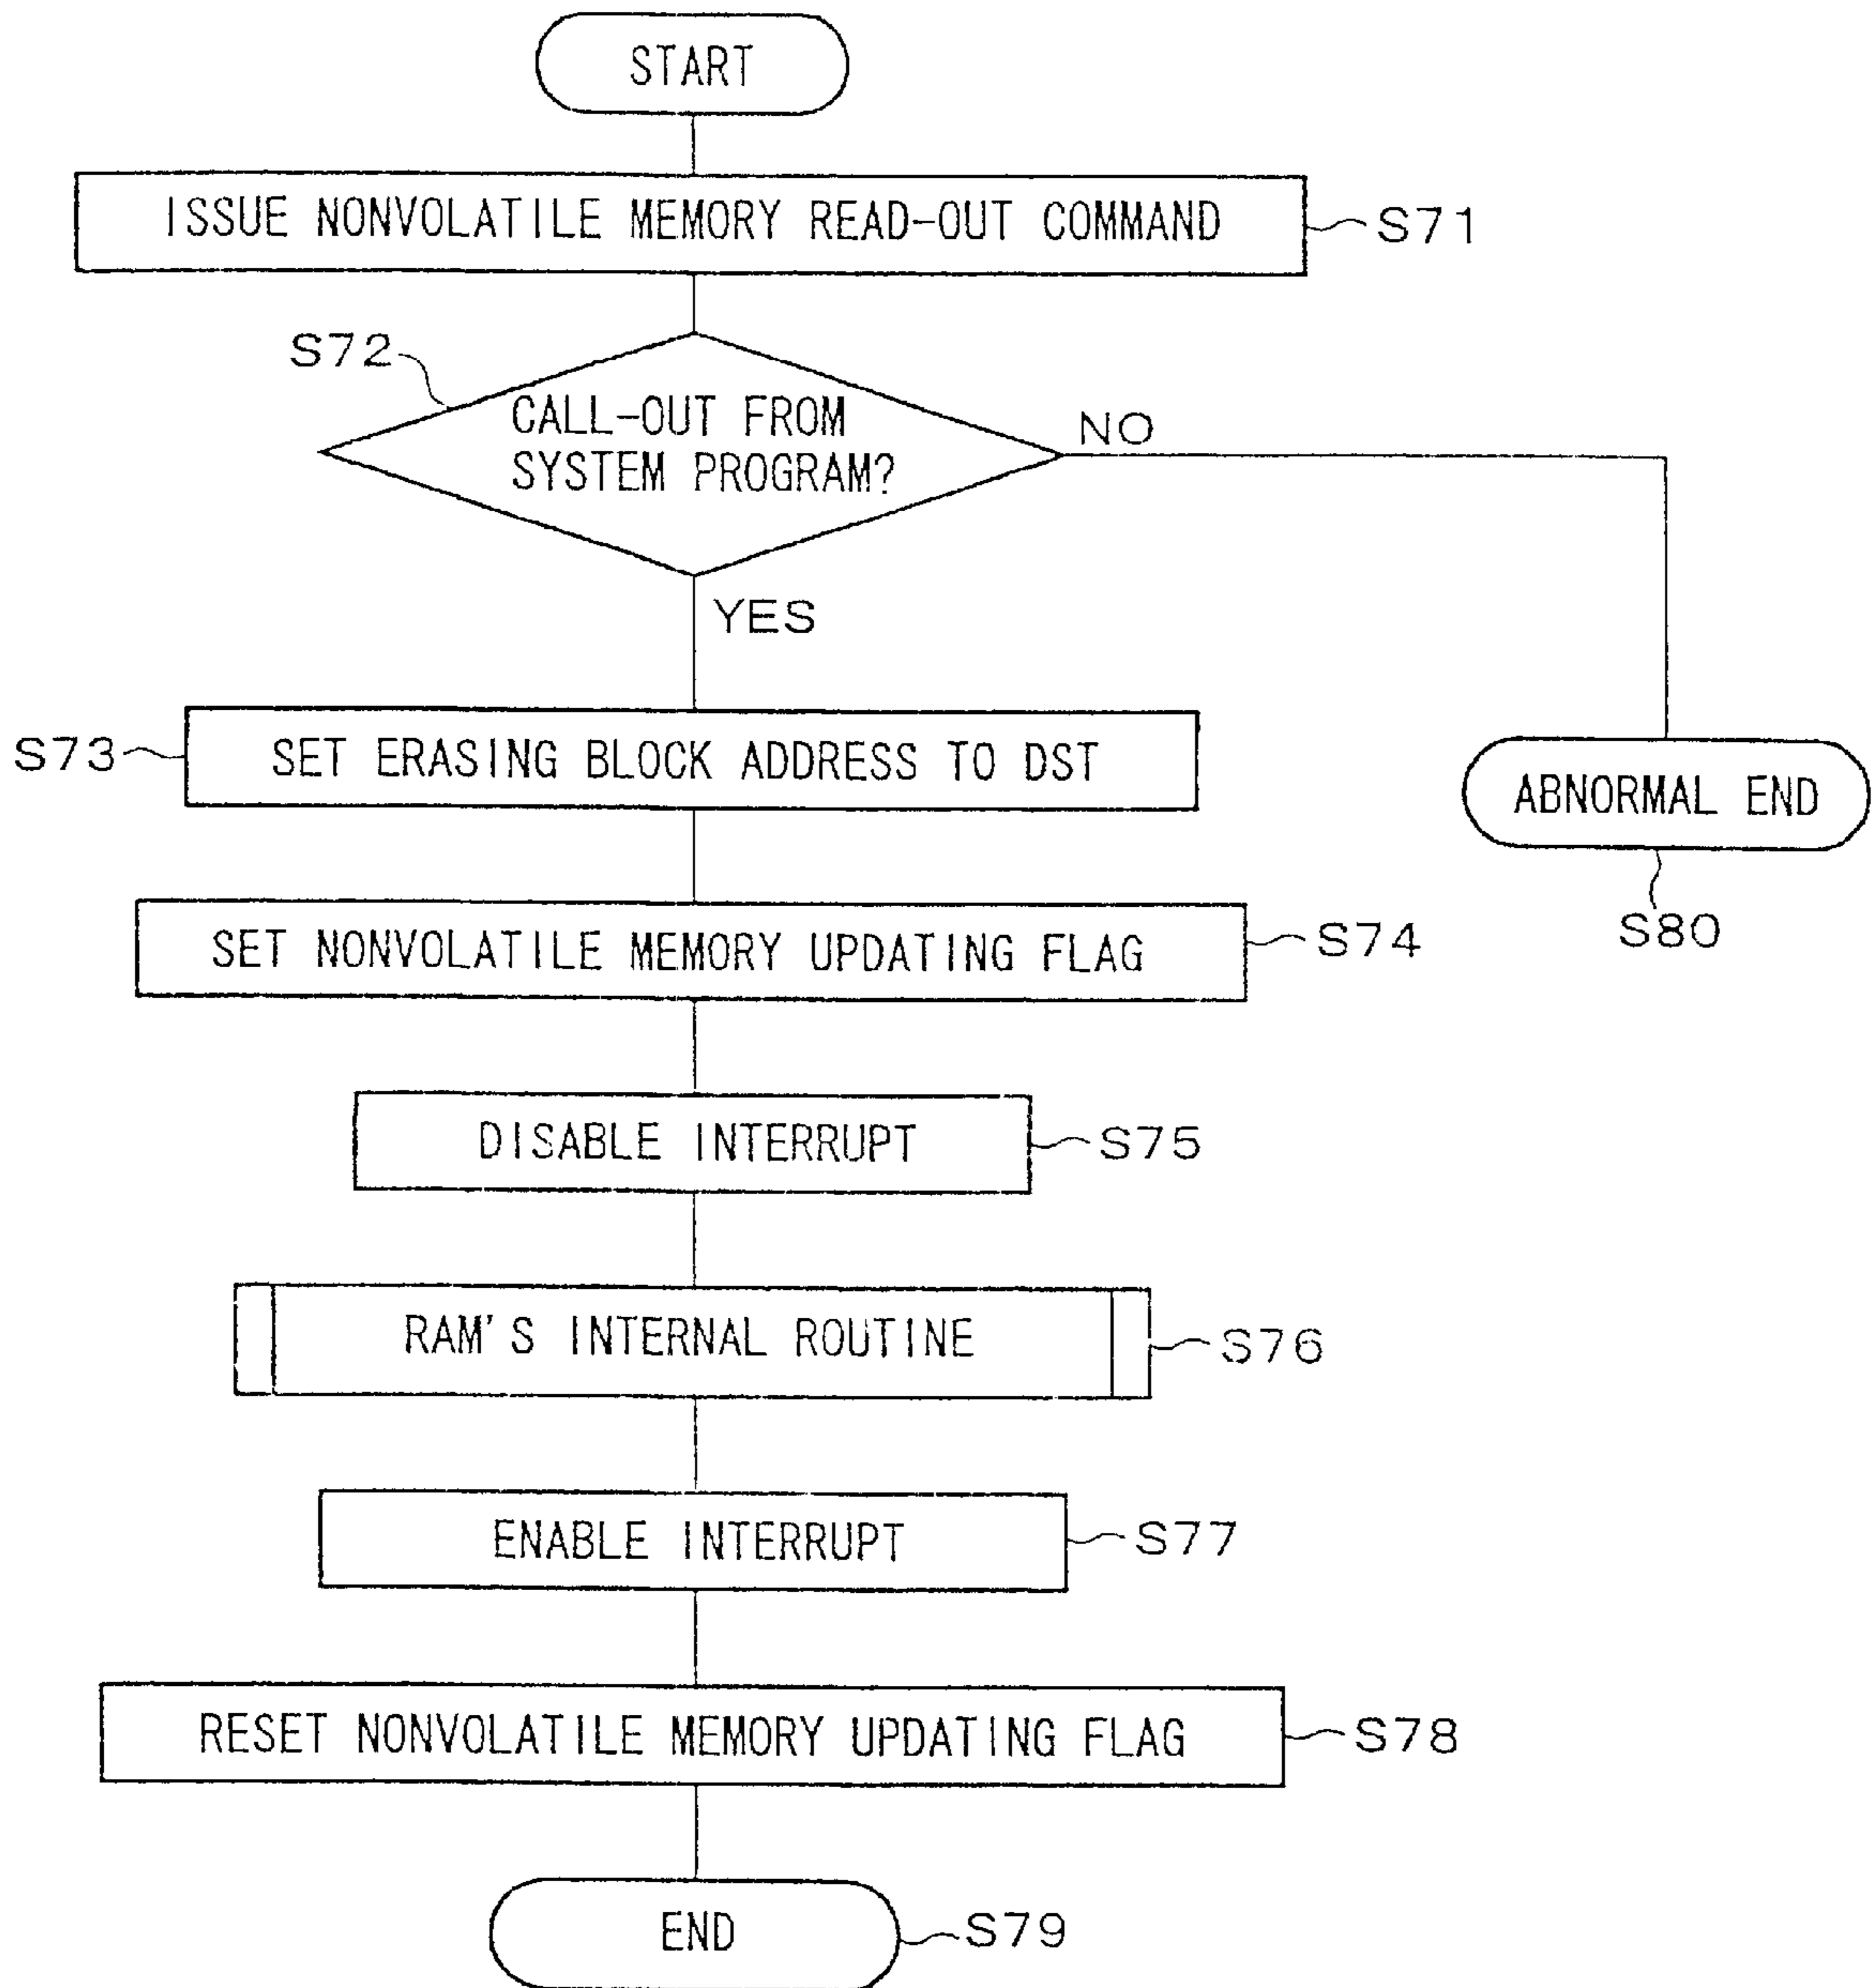 START
ISSUE NONVOLATILE MEMORY READ-OUT COMMAND
S71
S72
CALL-OUT FROM
SYSTEM PROGRAM?
NO
YES
S73
SET ERASING BLOCK ADDRESS TO DST
ABNORMAL END
S80
SET NONVOLATILE MEMORY UPDATING FLAG
S74
DISABLE INTERRUPT
S75
RAM'S INTERNAL ROUTINE
S76
ENABLE INTERRUPT
S77
RESET NONVOLATILE MEMORY UPDATING FLAG
S78
END
S79